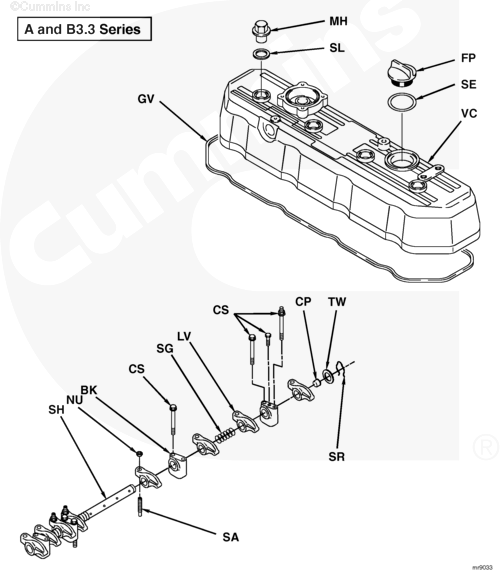 © Cummins Inc
A and B3.3 Series
MH
SL
FP
SE
GV
VC
Cummins
CS
CP
TW
LV
SG
CS
BK
NU
SH
SR
SA
®
mr9033